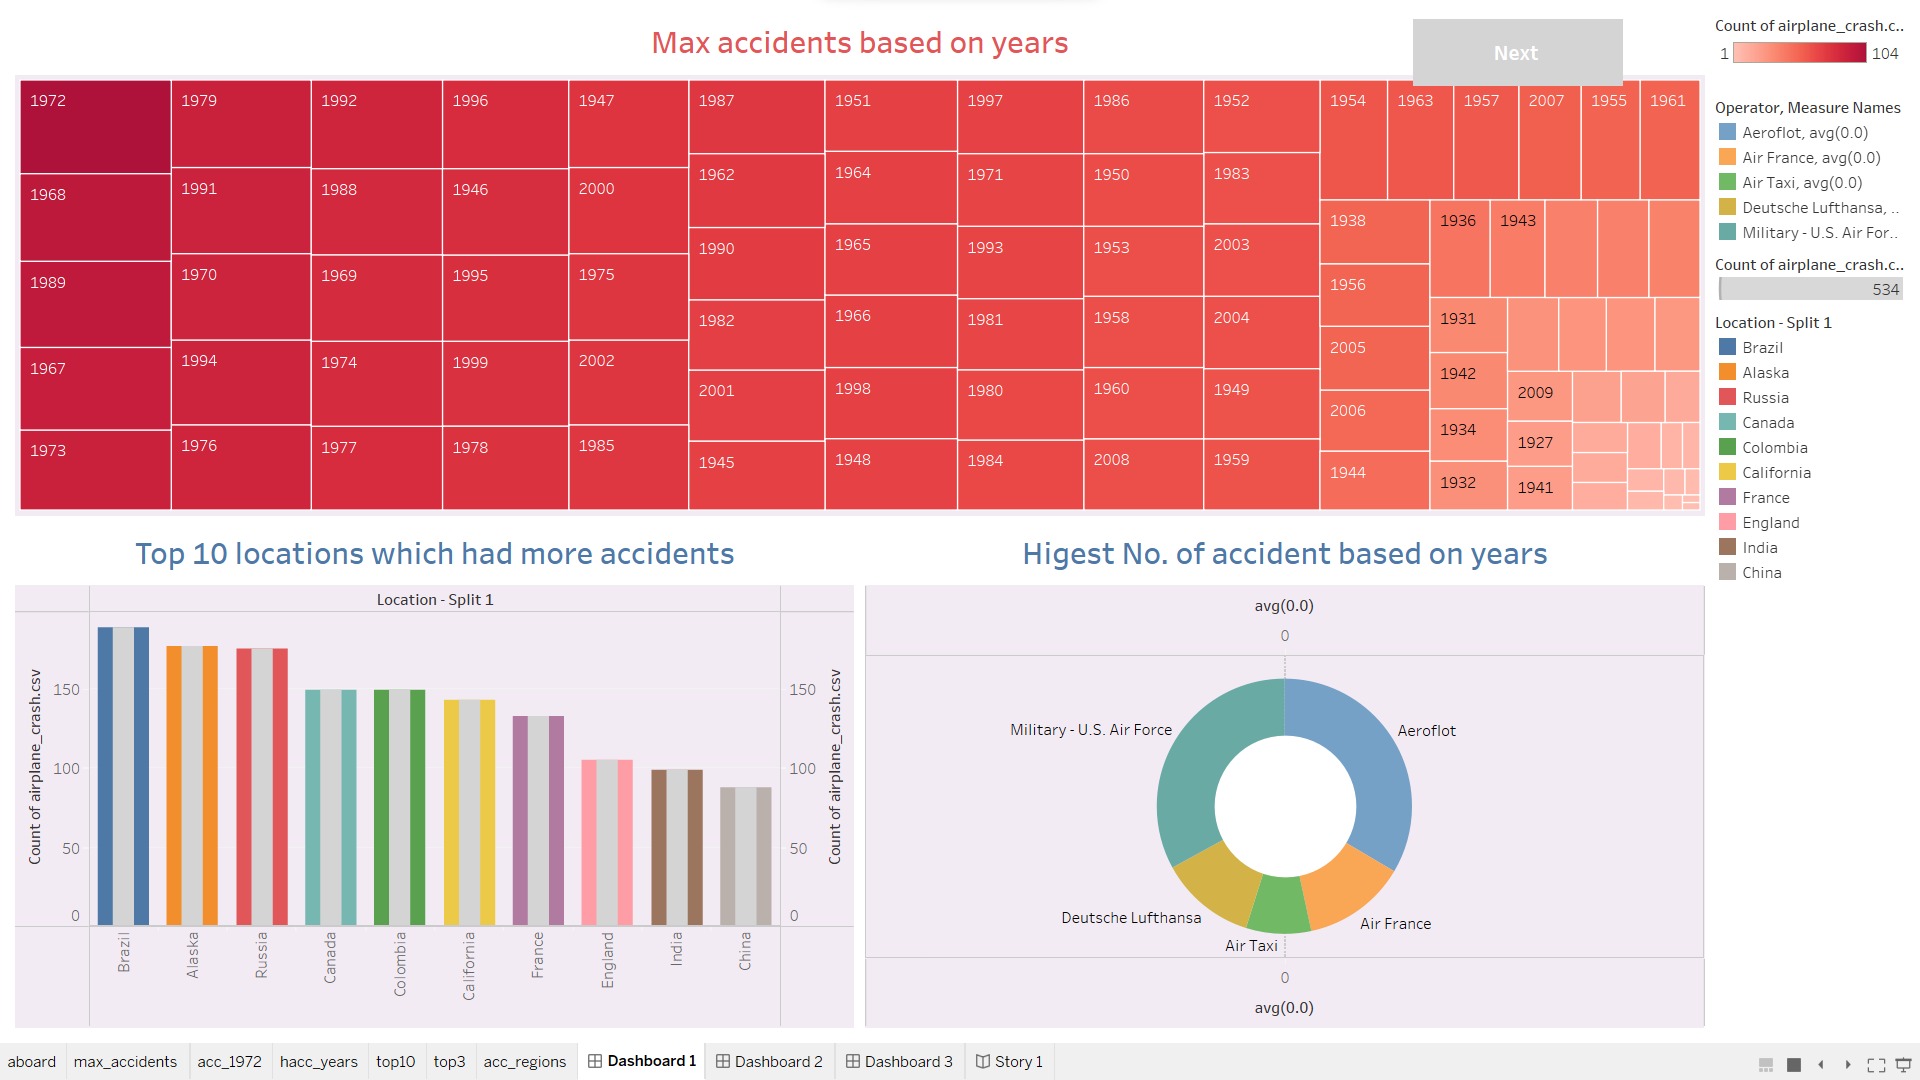 Max accidents based on years
Next
Count of airplane_crash.c..
1 104
1972 1979 1992 1996 1947 1987 1951 1997 1986 1952 1954 1963 1957 2007 1955 1961
1968 1991 1988 1946 2000 1962 1964 1971 1950 1983 1938 1936 1943
1989 1970 1969 1995 1975 1990 1965 1993 1953 2003 1956 1931
1967 1994 1974 1999 2002 1982 1966 1981 1958 2004 2005 1942 2009
1973 1976 1977 1978 1985 2001 1998 1980 1960 1949 2006 1934 1927
1945 1948 1984 2008 1959 1944 1932 1941
Operator, Measure Names
Aeroflot, avg(0.0)
Air France, avg(0.0)
Air Taxi, avg(0.0)
Deutsche Lufthansa, ..
Military - U.S. Air For..
Count of airplane_crash.c..
534
Location - Split 1
Brazil
Alaska
Russia
Canada
Colombia
California
France
England
India
China
Top 10 locations which had more accidents
Location - Split 1
Count of airplane_crash.csv
150
100
50
0
150
100
50
0
Count of airplane_crash.csv
Brazil Alaska Russia Canada Colombia California France England India China
Higest No. of accident based on years
avg(0.0)
0
Military - U.S. Air Force
Aeroflot
Deutsche Lufthansa
Air France
Air Taxi
0
avg(0.0)
aboard max_accidents acc_1972 hacc_years top10 top3 acc_regions Dashboard 1 Dashboard 2 Dashboard 3 Story 1